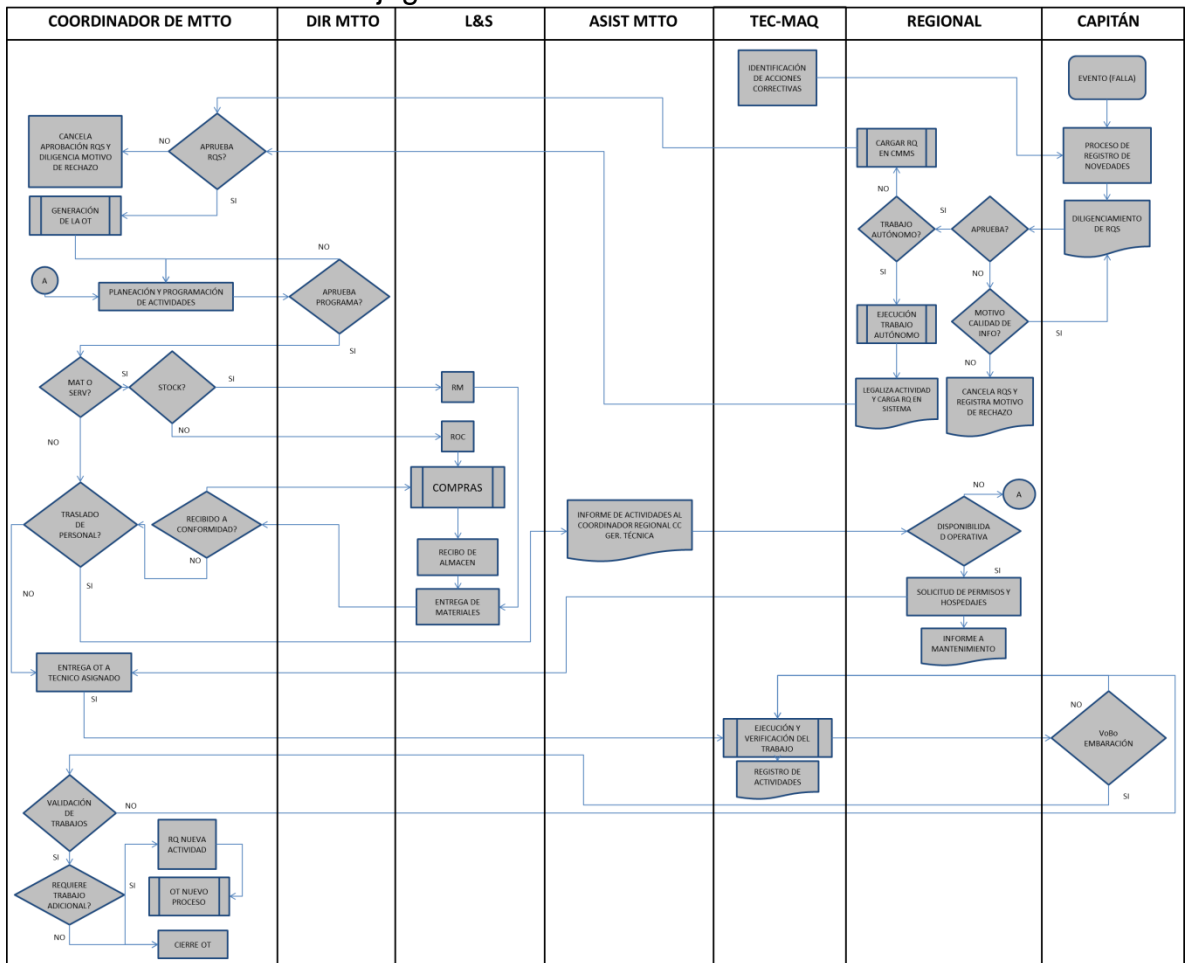 COORDINADOR DE MTTO
DIR MTTO
L&S
ASIST MTTO
TEC-MAQ
REGIONAL
CAPITÁN
IDENTIFICACIÓN
DE ACCIONES
CORRECTIVAS
EVENTO (FALLA)
CANCELA
APROBACIÓN RQS Y
DILIGENCIA MOTIVO
DE RECHAZO
NO
APRUEBA
RQS?
SI
CARGAR RQ
EN CMMS
NO
PROCESO DE
REGISTRO DE
NOVEDADES
GENERACIÓN
DE LA OT
TRABAJO
AUTÓNOMO?
SI
SI
APRUEBA?
NO
DILIGENCIAMIENTO
DE RQS
NO
A
PLANEACIÓN Y PROGRAMACIÓN
DE ACTIVIDADES
APRUEBA
PROGRAMA?
SI
EJECUCIÓN
TRABAJO
AUTÓNOMO
MOTIVO
CALIDAD DE
INFO?
SI
NO
MAT O
SERV?
SI
STOCK?
SI
RM
LEGALIZA ACTIVIDAD
Y CARGA RQ EN
SISTEMA
CANCELA RQS Y
REGISTRA MOTIVO
DE RECHAZO
NO
NO
ROC
COMPRAS
TRASLADO
DE
PERSONAL?
RECIBIDO A
CONFORMIDAD?
NO
INFORME DE ACTIVIDADES AL
COORDINADOR REGIONAL CC
GER. TÉCNICA
NO
A
DISPONIBILIDA
D OPERATIVA
SI
RECIBO DE
ALMACEN
NO
SI
ENTREGA DE
MATERIALES
SOLICITUD DE PERMISOS Y
HOSPEDAJES
INFORME A
MANTENIMIENTO
ENTREGA OT A
TECNICO ASIGNADO
SI
EJECUCIÓN Y
VERIFICACIÓN DEL
TRABAJO
NO
VoBo
EMBARACIÓN
SI
REGISTRO DE
ACTIVIDADES
VALIDACIÓN
DE
TRABAJOS
NO
SI
RQ NUEVA
ACTIVIDAD
REQUIERE
TRABAJO
ADICIONAL?
SI
OT NUEVO
PROCESO
NO
CIERRE OT